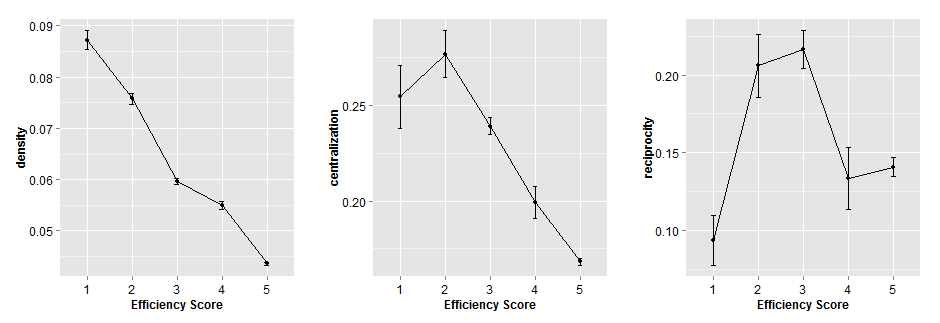 density
0.09
0.08
0.07
0.06
0.05
1 2 3 4 5
Efficiency Score
centralization
0.25
0.20
1 2 3 4 5
Efficiency Score
reciprocity
0.20
0.15
0.10
1 2 3 4 5
Efficiency Score